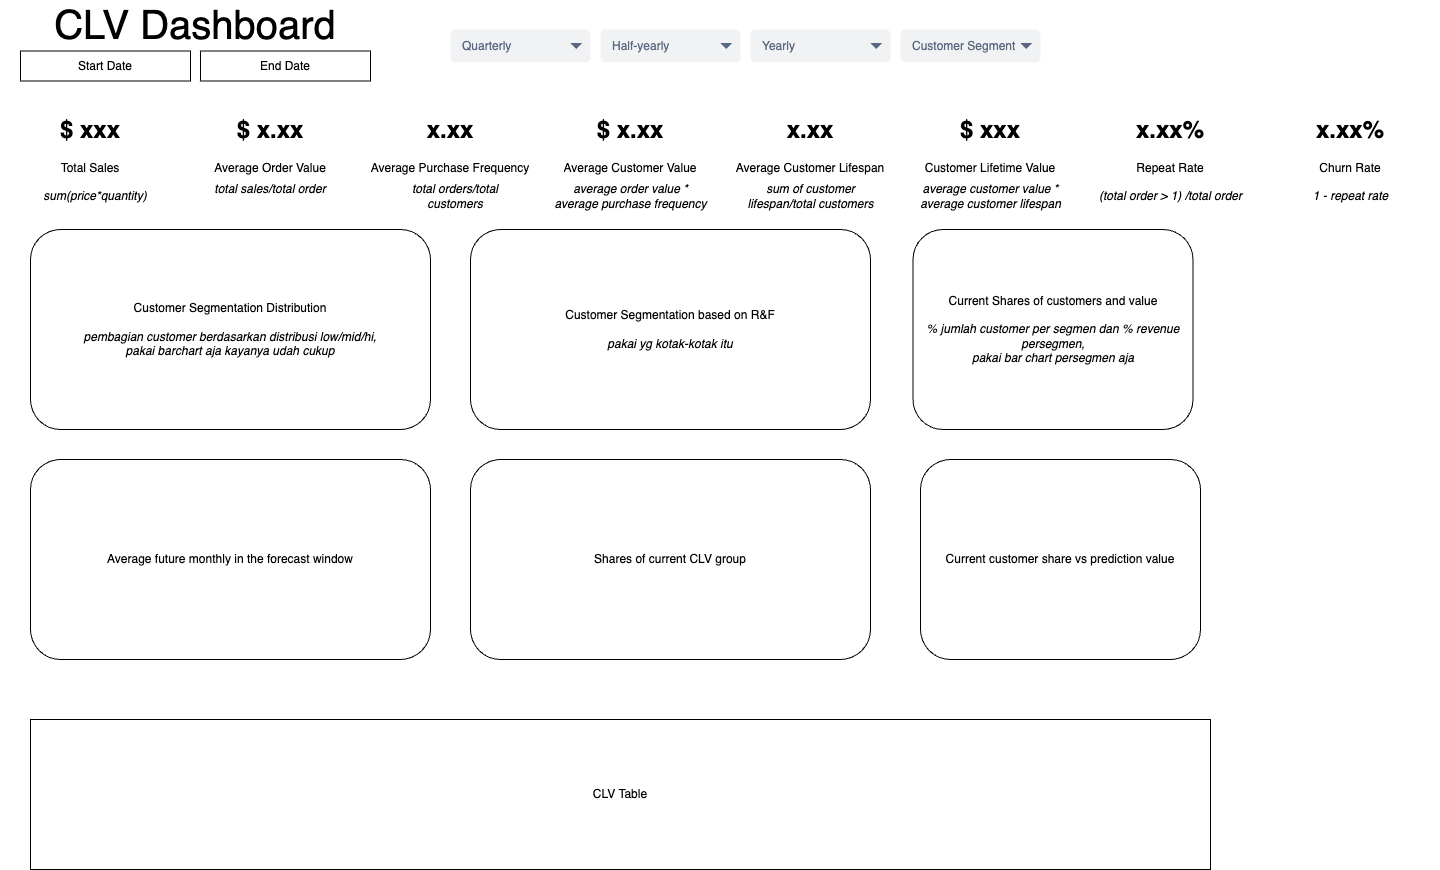 CLV Dashboard
Start Date
End Date
Quarterly
Half-yearly
Yearly
Customer Segment
$ xxx
$ x.xx
x.xx
$ x.xx
x.xx
$ xxx
x.xx%
x.xx%
Total Sales
Average Order Value
Average Purchase Frequency
Average Customer Value
Average Customer Lifespan
Customer Lifetime Value
Repeat Rate
Churn Rate
sum(price*quantity)
total sales/total order
total orders/total
customers
average order value *
average purchase frequency
sum of customer
lifespan/total customers
average customer value *
average customer lifespan
(total order > 1) /total order
1 - repeat rate
Customer Segmentation Distribution
pembagian customer berdasarkan distribusi low/mid/hi,
pakai barchart aja kayanya udah cukup
Customer Segmentation based on R&F
pakai yg kotak-kotak itu
Current Shares of customers and value
% jumlah customer per segmen dan % revenue
persegmen,
pakai bar chart persegmen aja
Average future monthly in the forecast window
Shares of current CLV group
Current customer share vs prediction value
CLV Table